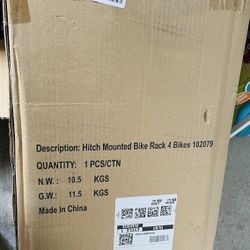 Description: Hitch Mounted Bike Rack 4 Bikes 102079
QUANTITY: 1 PCS/CTN
N.W. : 10.5 KGS
G.W. : 11.5 KGS
Made In China